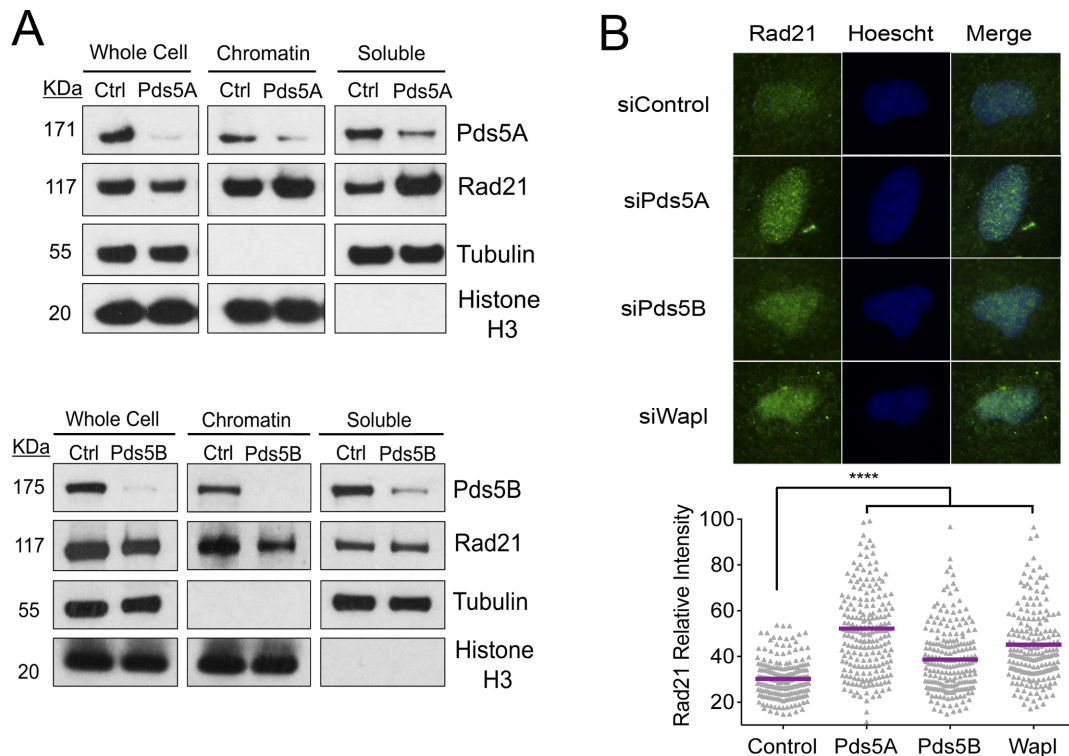 A
Whole Cell Chromatin Soluble
KDa Ctrl Pds5A Ctrl Pds5A Ctrl Pds5A
171 Pds5A
117 Rad21
55 Tubulin
20 Histone
H3
Whole Cell Chromatin Soluble
KDa Ctrl Pds5B Ctrl Pds5B Ctrl Pds5B
175 Pds5B
117 Rad21
55 Tubulin
20 Histone
H3
B
Rad21 Hoescht Merge
siControl
siPds5A
siPds5B
siWapl
****
Rad21 Relative Intensity
100
80
60
40
20
Control Pds5A Pds5B Wapl